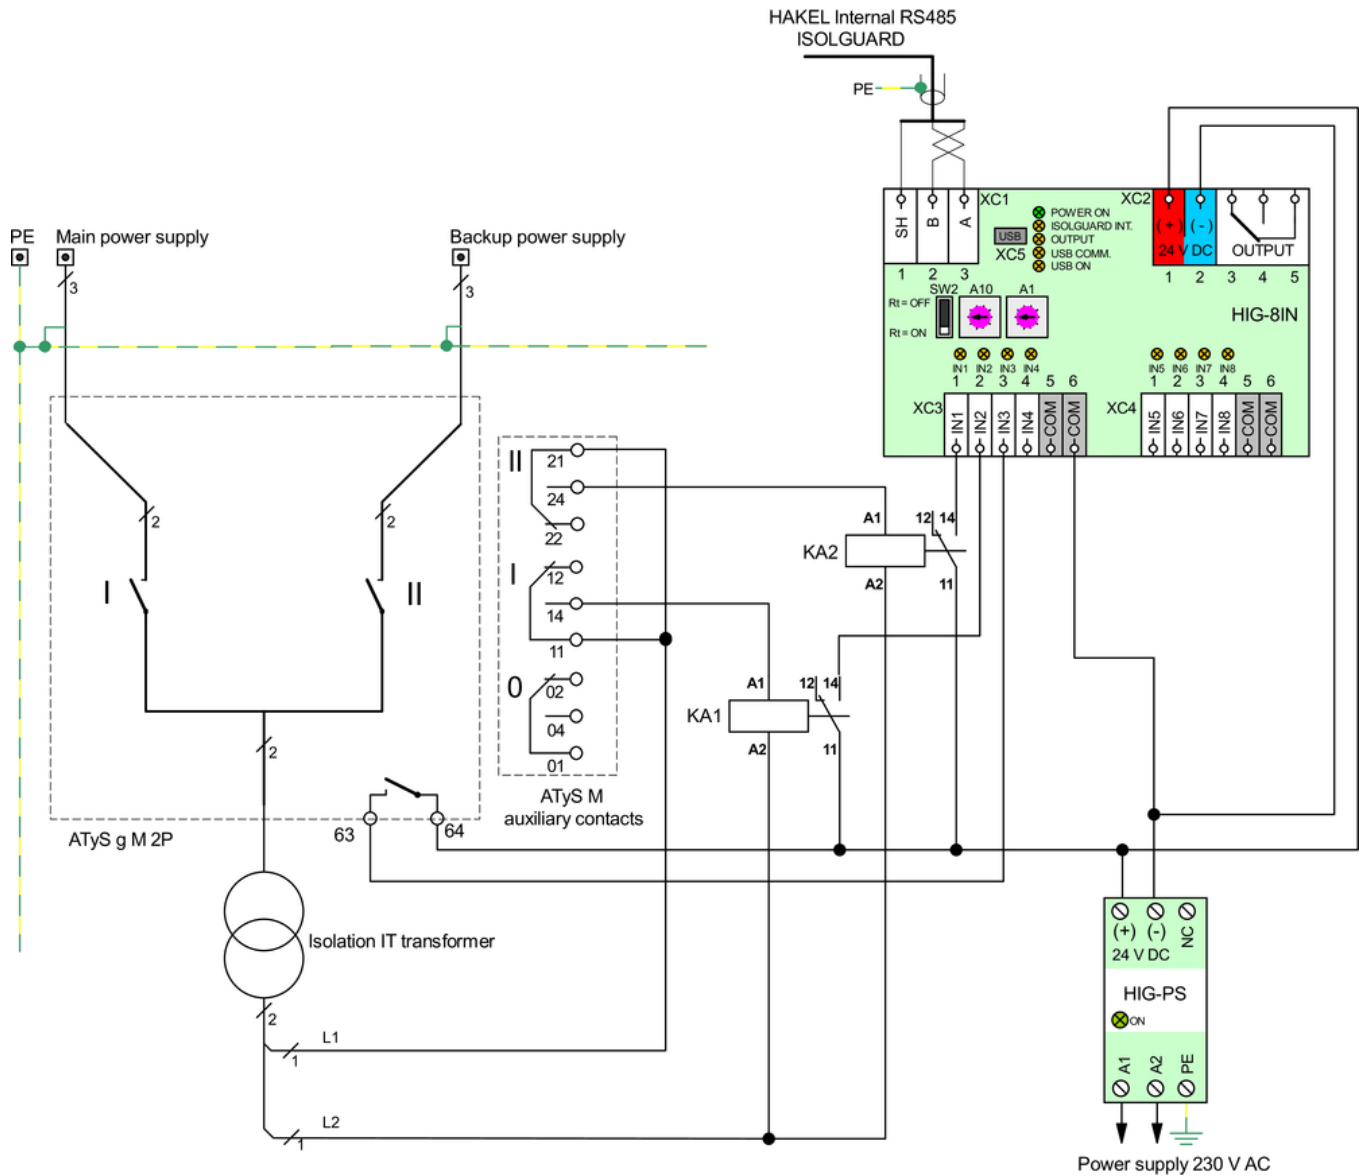 HAKEL Internal RS485
ISOLGUARD
PE
XC1
SH
B
A
1
2
3
USB
XC5
POWER ON
ISOLGUARD INT.
OUTPUT
USB COMM.
USB ON
XC2
(+)
(-)
24 V DC
OUTPUT
1
2
3
4
5
SW2
A10
A1
Rt = OFF
Rt = ON
HIG-8IN
IN1
IN2
IN3
IN4
1
2
3
4
5
6
XC3
IN1
IN2
IN3
IN4
COM
COM
IN5
IN6
IN7
IN8
1
2
3
4
5
6
XC4
IN5
IN6
IN7
IN8
COM
COM
PE
Main power supply
Backup power supply
3
3
2
2
I
II
2
63
64
ATyS g M 2P
II
21
24
22
I
12
14
11
0
02
04
01
ATyS M
auxiliary contacts
A1
KA2
A2
12
14
11
A1
KA1
A2
12
14
11
Isolation IT transformer
2
L1
1
L2
1
(+)
(-)
NC
24 V DC
HIG-PS
ON
A1
A2
PE
Power supply 230 V AC